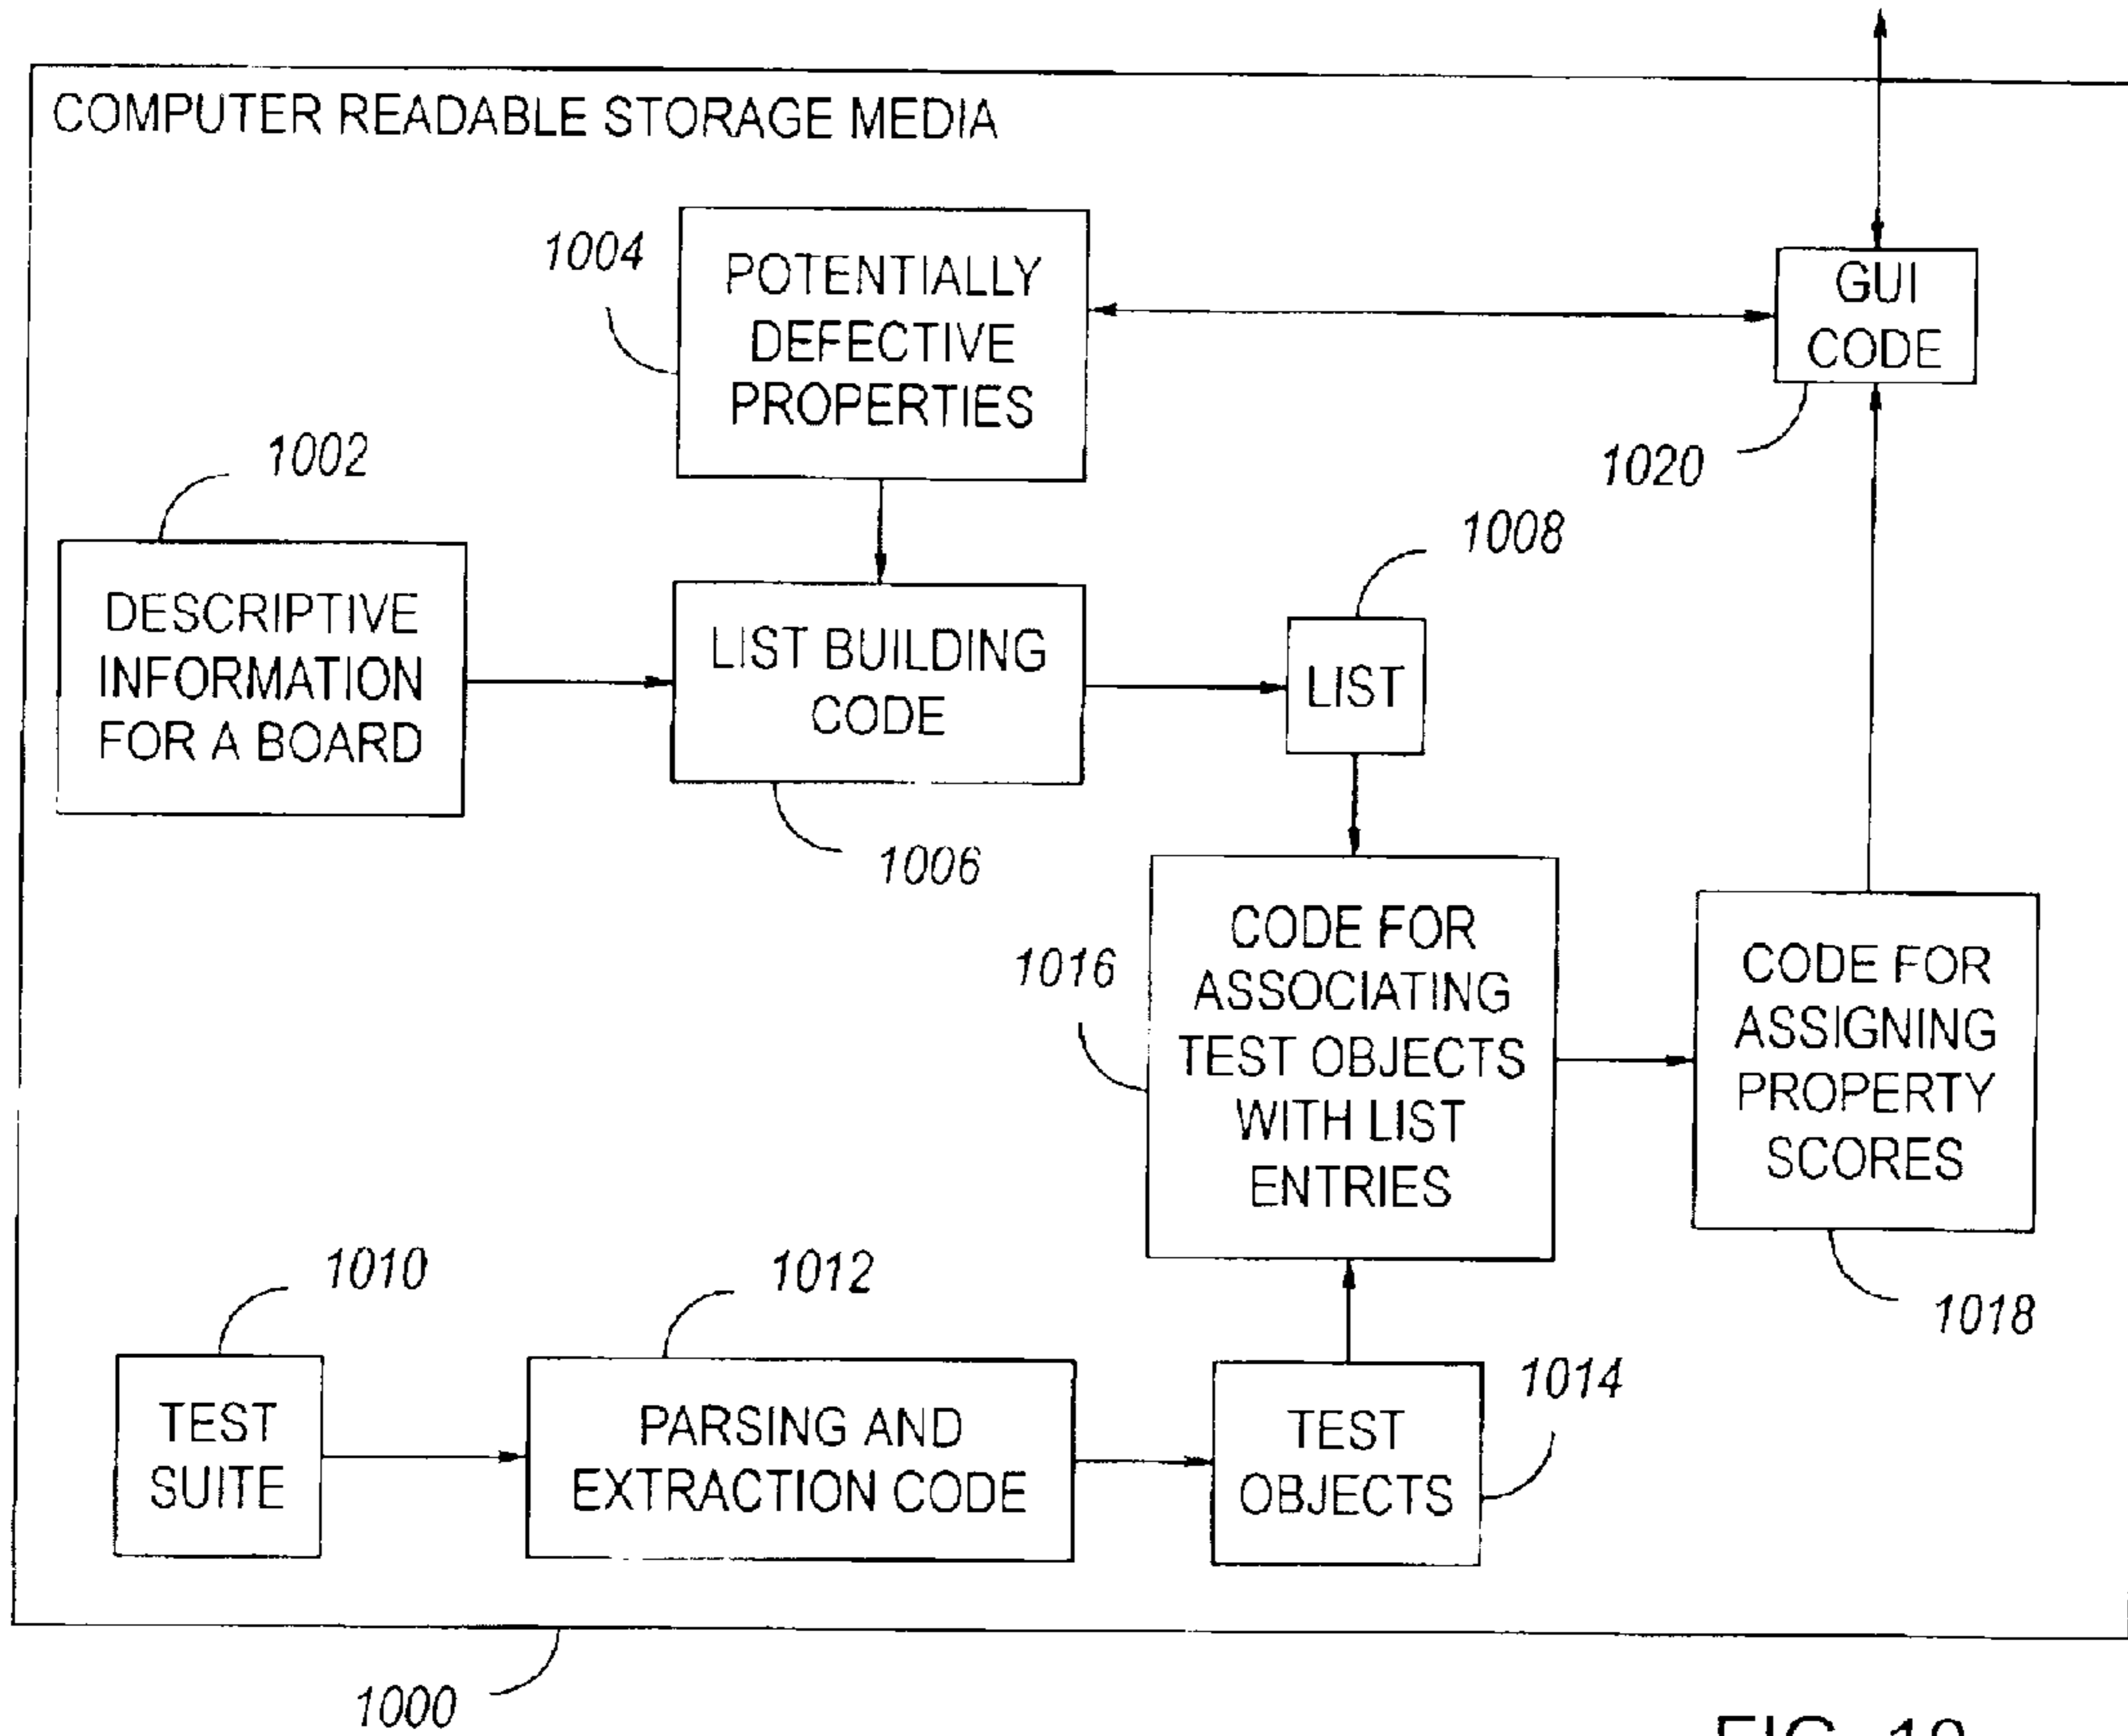 COMPUTER READABLE STORAGE MEDIA
1004
POTENTIALLY
DEFECTIVE
PROPERTIES
GUI
CODE
1020
1002
DESCRIPTIVE
INFORMATION
FOR A BOARD
LIST BUILDING
CODE
1006
1008
LIST
1016
CODE FOR
ASSOCIATING
TEST OBJECTS
WITH LIST
ENTRIES
CODE FOR
ASSIGNING
PROPERTY
SCORES
1018
1010
TEST
SUITE
1012
PARSING AND
EXTRACTION CODE
1014
TEST
OBJECTS
1000